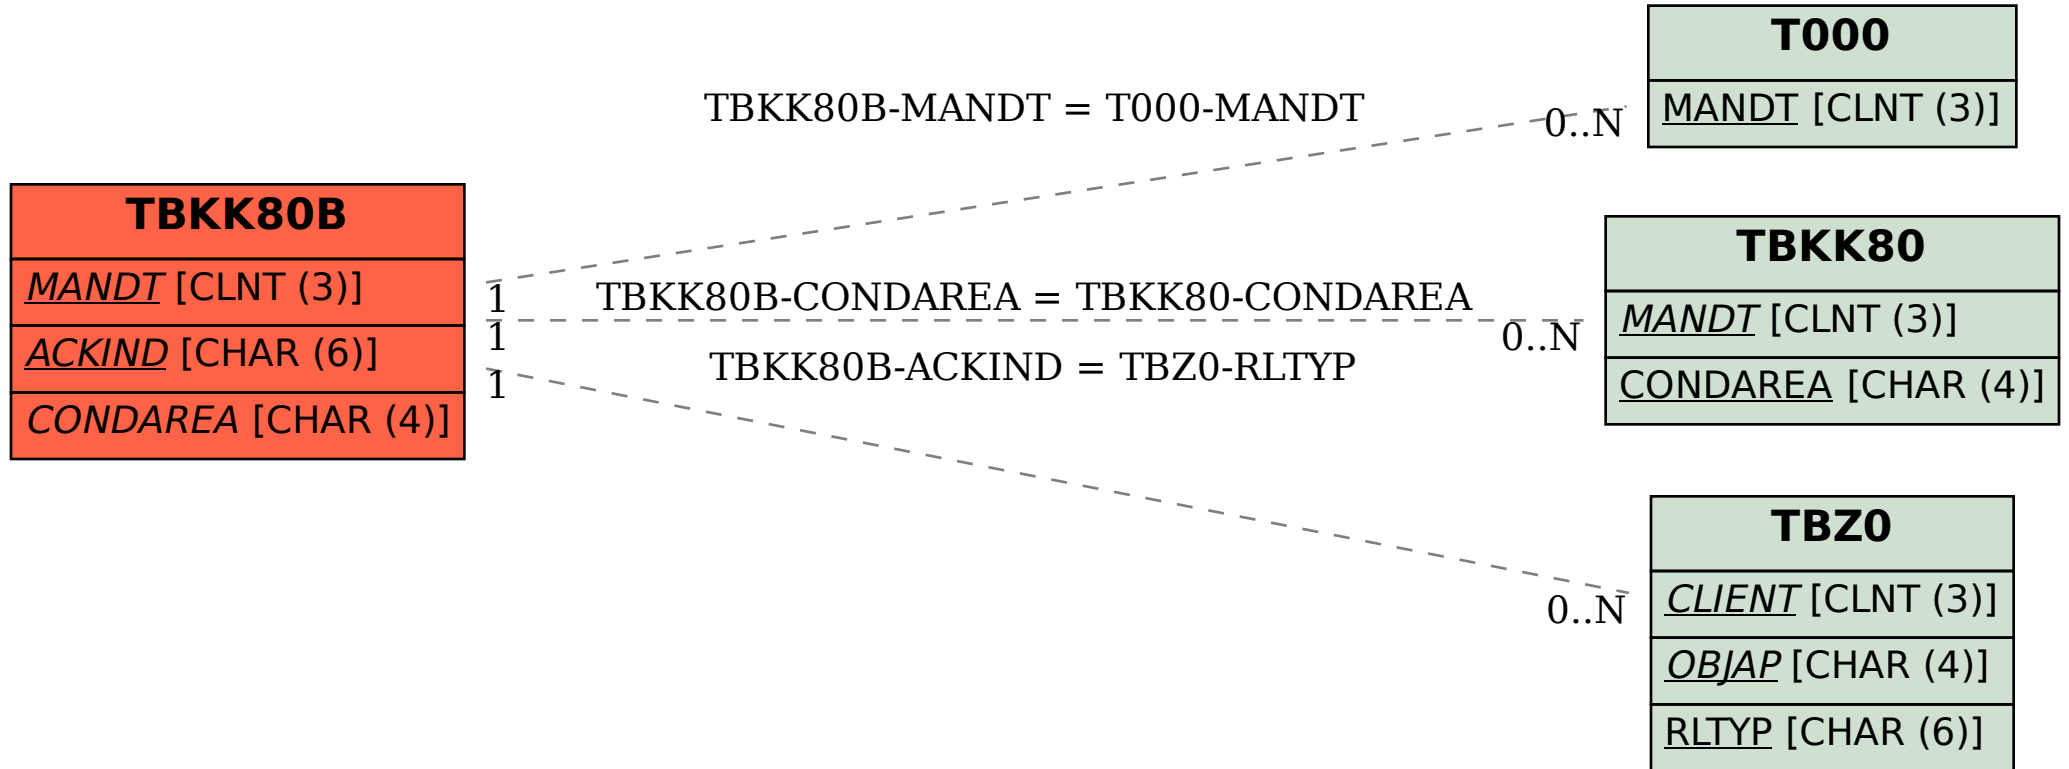 TBKK80B
MANDT [CLNT (3)]
ACKIND [CHAR (6)]
CONDAREA [CHAR (4)]
TBKK80B-MANDT = T000-MANDT
1
0..N
TBKK80B-CONDAREA = TBKK80-CONDAREA
1
0..N
TBKK80B-ACKIND = TBZ0-RLTYP
1
0..N
T000
MANDT [CLNT (3)]
TBKK80
MANDT [CLNT (3)]
CONDAREA [CHAR (4)]
TBZ0
CLIENT [CLNT (3)]
OBJAP [CHAR (4)]
RLTYP [CHAR (6)]